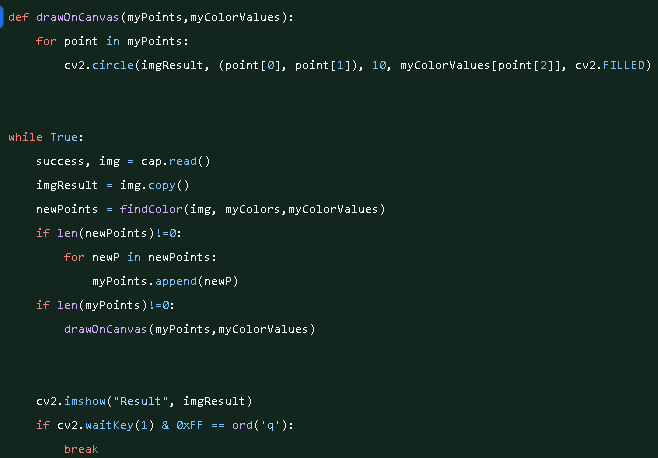 def drawOnCanvas(myPoints,myColorValues):
    for point in myPoints:
        cv2.circle(imgResult, (point[0], point[1]), 10, myColorValues[point[2]], cv2.FILLED)
while True:
    success, img = cap.read()
    imgResult = img.copy()
    newPoints = findColor(img, myColors,myColorValues)
    if len(newPoints)!=0:
        for newP in newPoints:
            myPoints.append(newP)
    if len(myPoints)!=0:
        drawOnCanvas(myPoints,myColorValues)
    cv2.imshow("Result", imgResult)
    if cv2.waitKey(1) & 0xFF == ord('q'):
        break